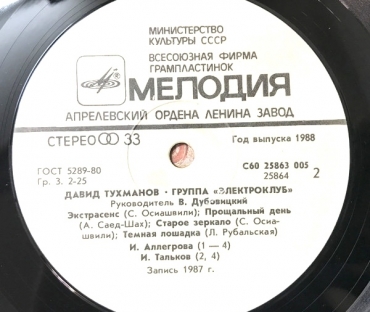 МИНИСТЕРСТВО
КУЛЬТУРЫ СССР
ВСЕСОЮЗНАЯ ФИРМА
ГРАМПЛАСТИНОК
МЕЛОДИЯ
АПРЕЛЕВСКИЙ ОРДЕНА ЛЕНИНА ЗАВОД
СТЕРЕО 33
Год выпуска 1988
ГОСТ 5289-80
Гр. 3. 2-25
С60 25863 005
25864
2
ДАВИД ТУХМАНОВ · ГРУППА «ЭЛЕКТРОКЛУБ»
Руководитель В. Дубовицкий
Экстрасенс (С. Осиашвили); Прощальный день
(А. Саед-Шах); Старое зеркало (С. Осиа-
швили); Темная лошадка (Л. Рубальская)
И. Аллегрова (1 — 4)
И. Тальков (2, 4)
Запись 1987 г.